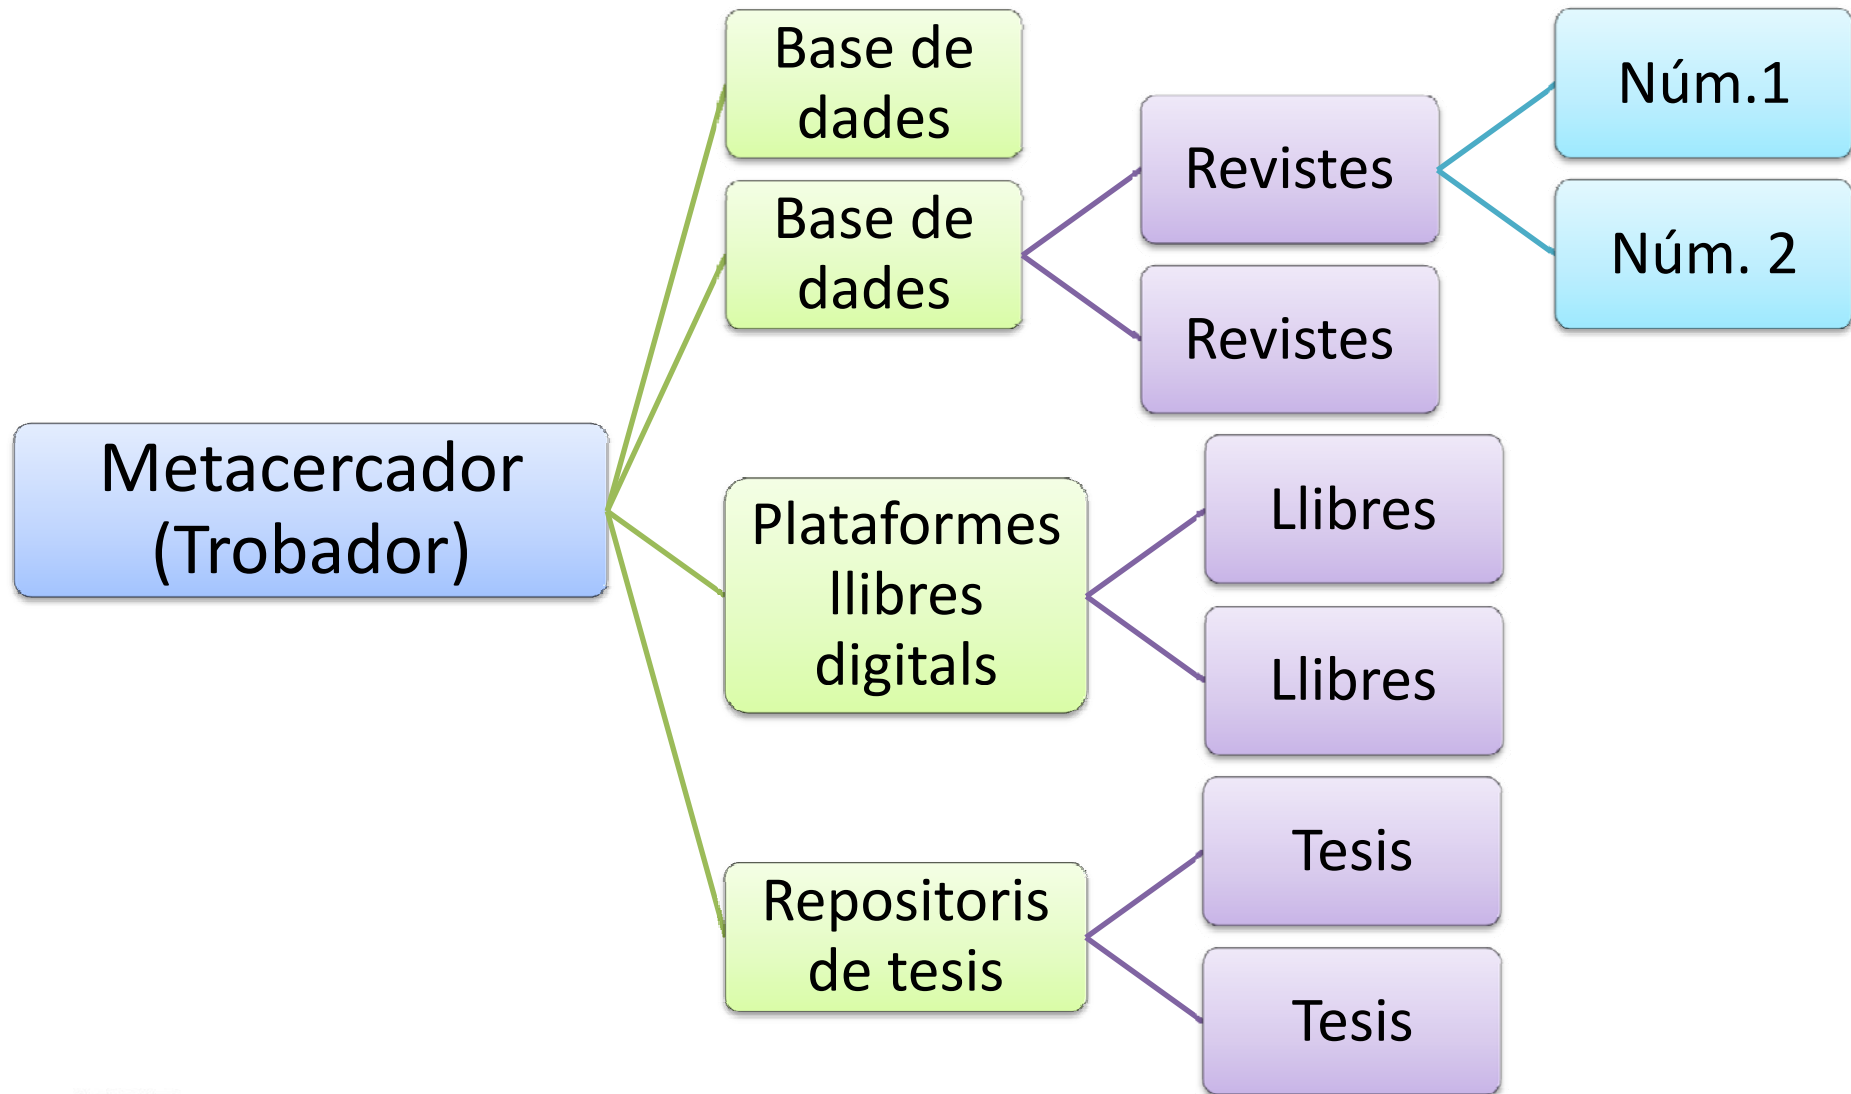 Metacercador
(Trobador)
Base de
dades
Base de
dades
Revistes
Núm.1
Núm. 2
Revistes
Plataformes
llibres
digitals
Llibres
Llibres
Repositoris
de tesis
Tesis
Tesis